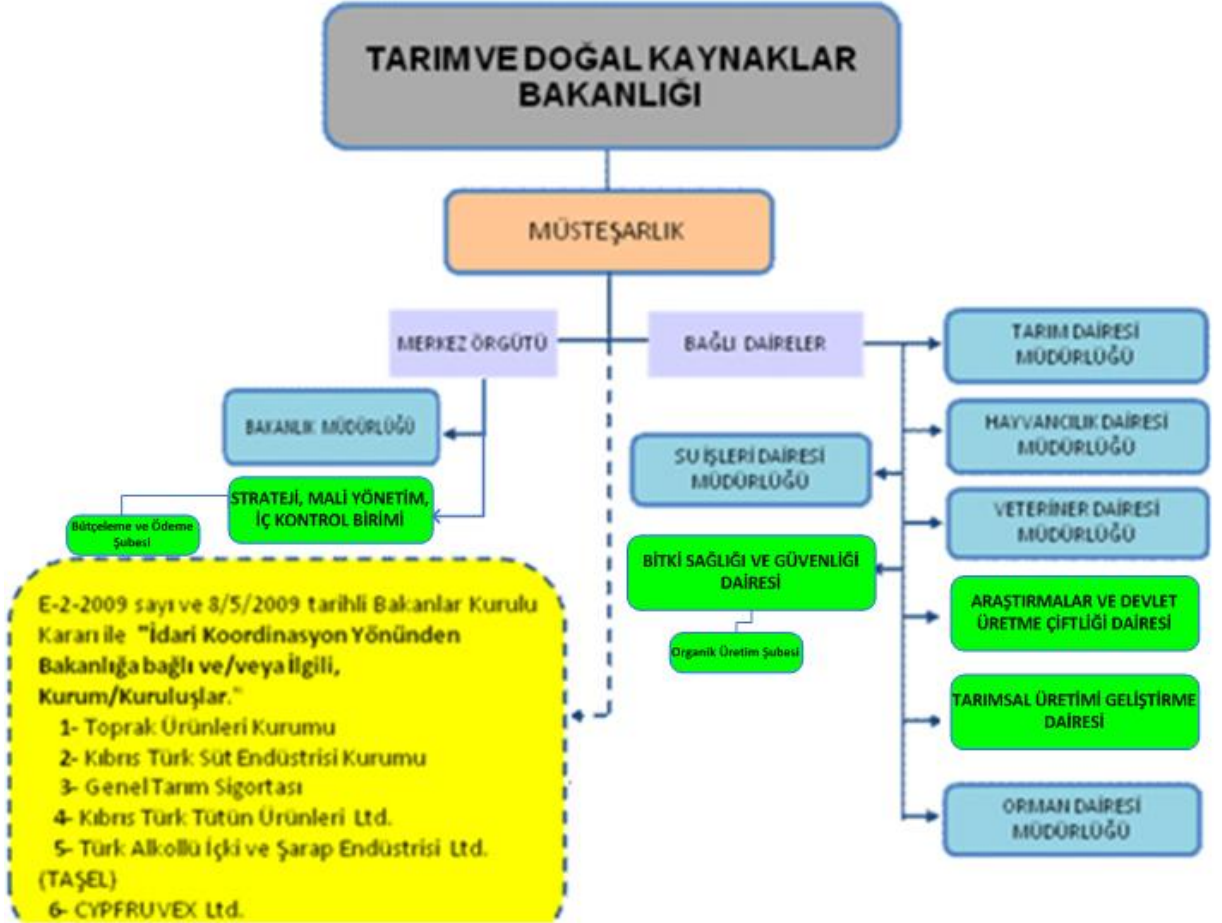 TARIM VE DOĞAL KAYNAKLAR
BAKANLIĞI
MÜSTEŞARLIK
MERKEZ ÖRGÜTÜ
BAĞLI DAİRELER
TARIM DAİRESİ
MÜDÜRLÜĞÜ
BAKANLIK MÜDÜRLÜĞÜ
HAYVANCILIK DAİRESİ
MÜDÜRLÜĞÜ
SU İŞLERİ DAİRESİ
MÜDÜRLÜĞÜ
STRATEJİ, MALİ YÖNETİM,
İÇ KONTROL BİRİMİ
Bütçeleme ve Ödeme
Şubesi
VETERİNER DAİRESİ
MÜDÜRLÜĞÜ
BİTKİ SAĞLIĞI VE GÜVENLİĞİ
DAİRESİ
Organik Üretim Şubesi
ARAŞTIRMALAR VE DEVLET
ÜRETME ÇİFTLİĞİ DAİRESİ
TARIMSAL ÜRETİMİ GELİŞTİRME
DAİRESİ
ORMAN DAİRESİ
MÜDÜRLÜĞÜ
E-2-2009 sayı ve 8/5/2009 tarihli Bakanlar Kurulu
Kararı ile "İdari Koordinasyon Yönünden
Bakanlığa bağlı ve/veya İlgili,
Kurum/Kuruluşlar."
1- Toprak Ürünleri Kurumu
2- Kıbrıs Türk Süt Endüstrisi Kurumu
3- Genel Tarım Sigortası
4- Kıbrıs Türk Tütün Ürünleri Ltd.
5- Türk Alkollü İçki ve Şarap Endüstrisi Ltd.
(TAŞEL)
6- CYPFRUVEX Ltd.